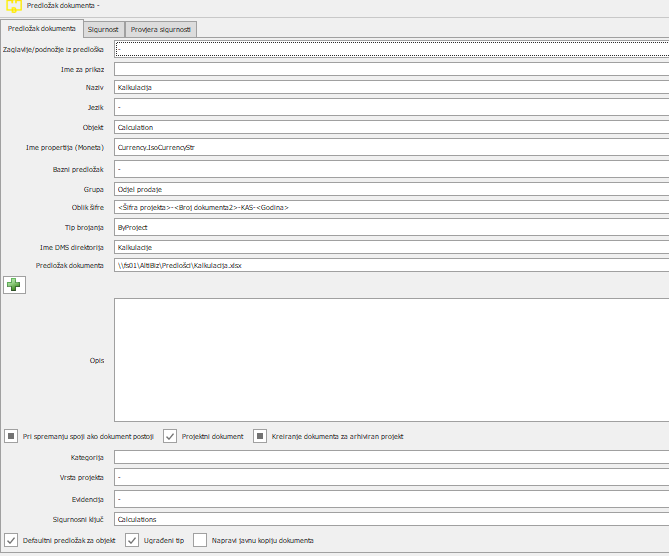 Predložak dokumenta -
Predložak dokumenta Sigurnost Provjera sigurnosti
Zaglavlje/podnožje iz predloška -
Ime za prikaz
Naziv Kalkulacija
Jezik -
Objekt Calculation
Ime propertija (Moneta) Currency.IsoCurrencyStr
Bazni predložak -
Grupa Odjel prodaje
Oblik šifre <Šifra projekta>-<Broj dokumenta2>-KAS-<Godina>
Tip brojanja ByProject
Ime DMS direktorija Kalkulacije
Predložak dokumenta \\fs01\AltiBiz\Predlošci\Kalkulacija.xlsx
Opis
Pri spremanju spoji ako dokument postoji Projektni dokument Kreiranje dokumenta za arhiviran projekt
Kategorija
Vrsta projekta -
Evidencija -
Sigurnosni ključ Calculations
Defaultni predložak za objekt Ugrađeni tip Napravi javnu kopiju dokumenta